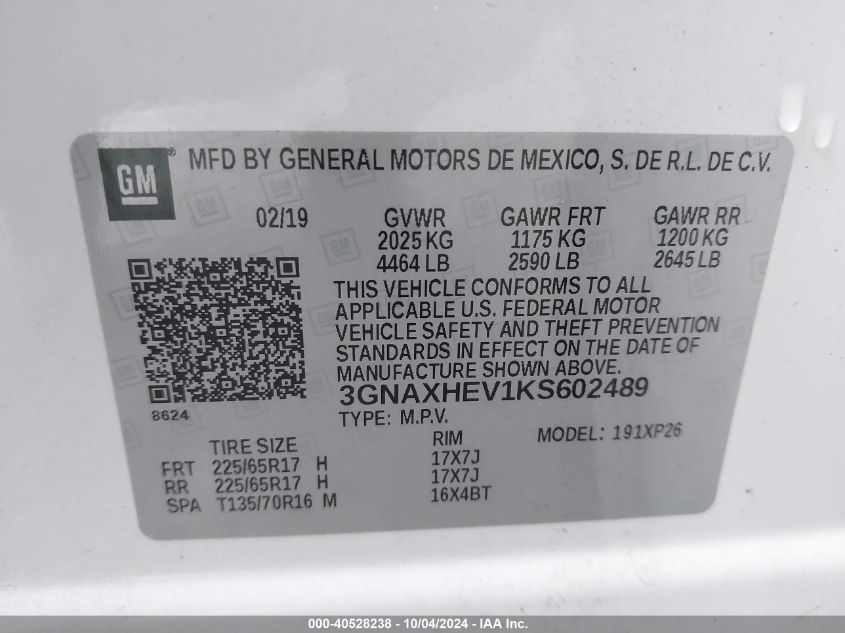 GM® MFD BY GENERAL MOTORS DE MEXICO, S. DE R.L. DE C.V.
02/19 GVWR GAWR FRT GAWR RR
2025 KG 1175 KG 1200 KG
4464 LB 2590 LB 2645 LB
THIS VEHICLE CONFORMS TO ALL
APPLICABLE U.S. FEDERAL MOTOR
VEHICLE SAFETY AND THEFT PREVENTION
STANDARDS IN EFFECT ON THE DATE OF
MANUFACTURE SHOWN ABOVE.
3GNAXHEV1KS602489
8624 TYPE: M.P.V.
TIRE SIZE RIM MODEL: 191XP26
FRT 225/65R17 H 17X7J
RR 225/65R17 H 17X7J
SPA T135/70R16 M 16X4BT
000-40528238 - 10/04/2024 - IAA Inc.